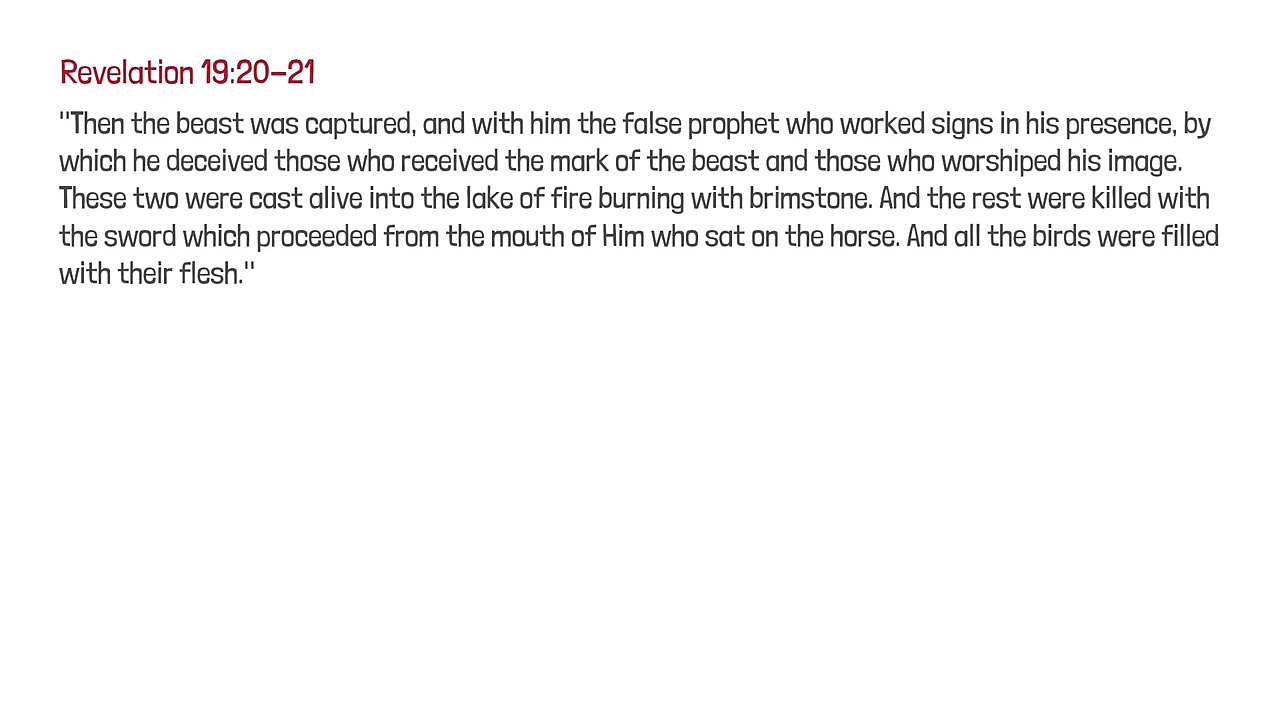 Revelation 19:20–21
"Then the beast was captured, and with him the false prophet who worked signs in his presence, by
which he deceived those who received the mark of the beast and those who worshiped his image.
These two were cast alive into the lake of fire burning with brimstone. And the rest were killed with
the sword which proceeded from the mouth of Him who sat on the horse. And all the birds were filled
with their flesh."